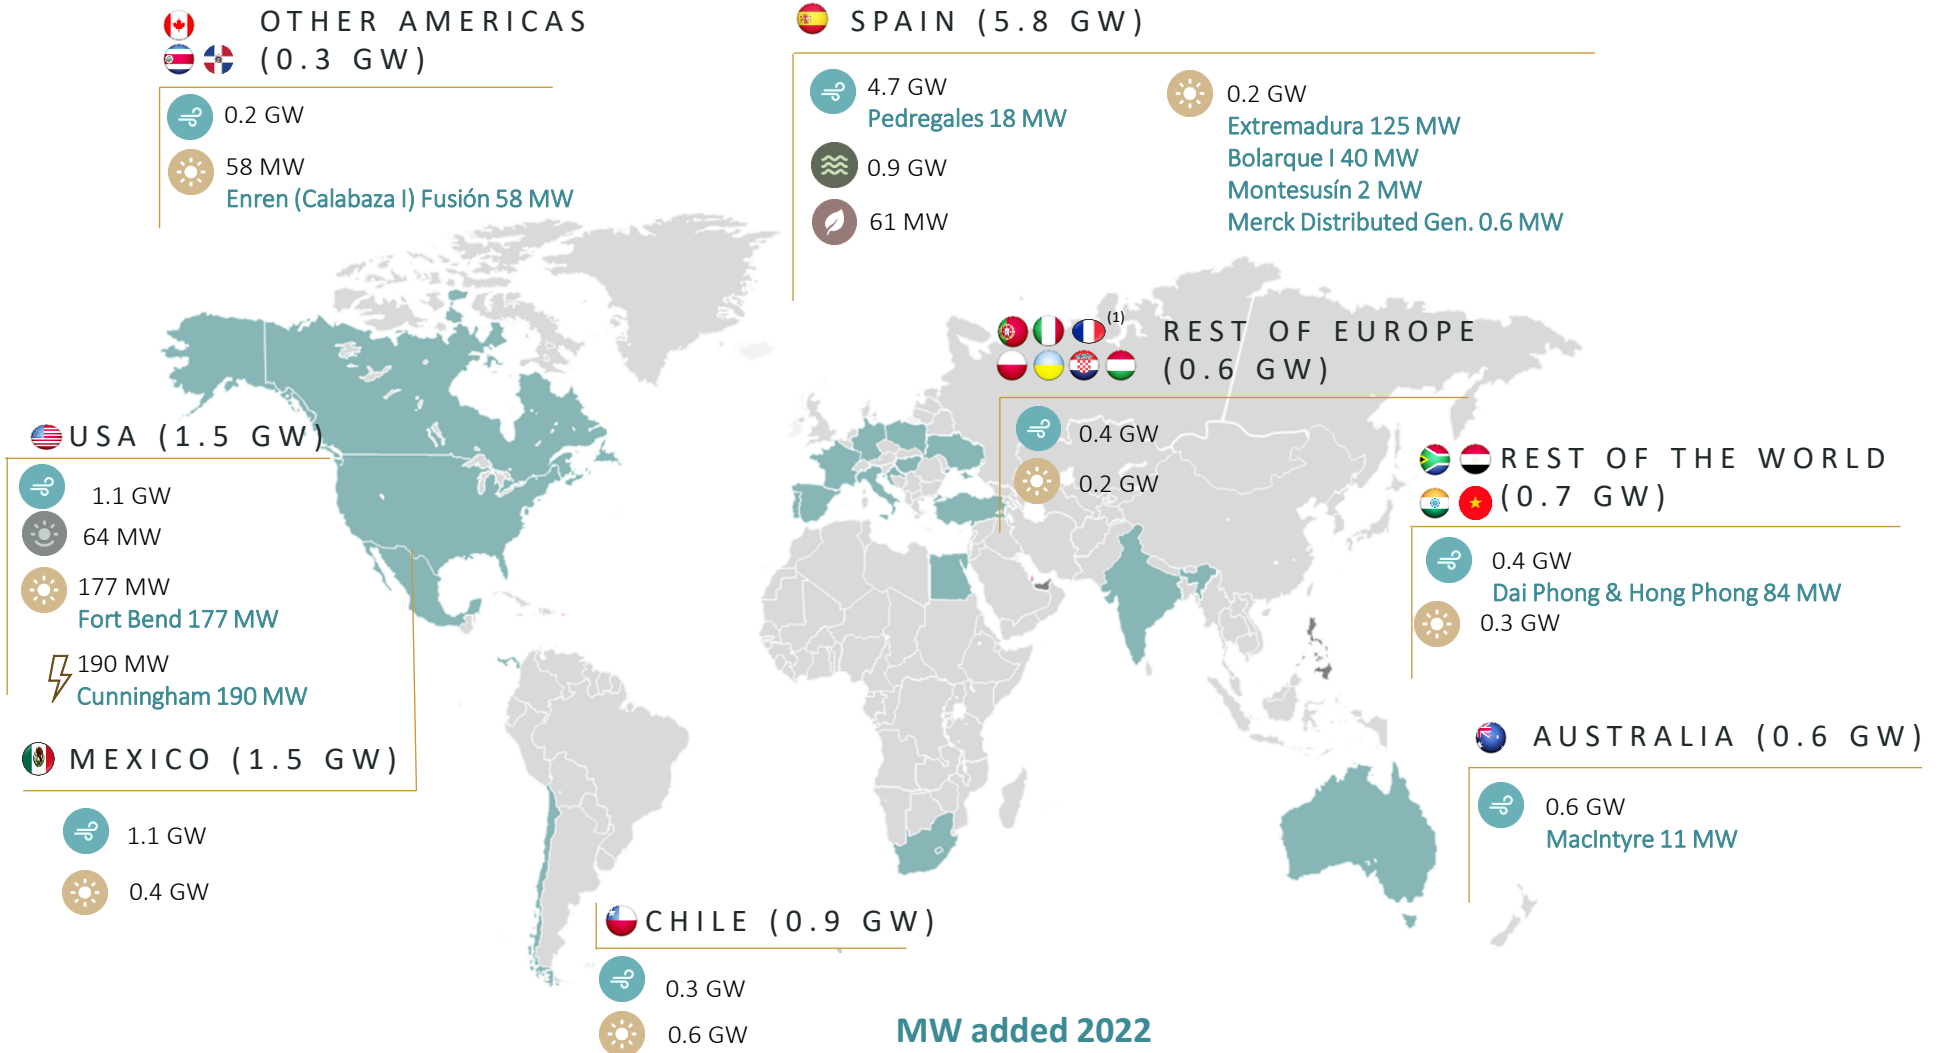 OTHER AMERICAS
(0.3 GW)
0.2 GW
58 MW
Enren (Calabaza I) Fusión 58 MW
SPAIN (5.8 GW)
4.7 GW
Pedregales 18 MW
0.9 GW
61 MW
0.2 GW
Extremadura 125 MW
Bolarque I 40 MW
Montesusín 2 MW
Merck Distributed Gen. 0.6 MW
(1)
REST OF EUROPE
(0.6 GW)
0.4 GW
0.2 GW
USA (1.5 GW)
1.1 GW
64 MW
177 MW
Fort Bend 177 MW
190 MW
Cunningham 190 MW
REST OF THE WORLD
(0.7 GW)
0.4 GW
Dai Phong & Hong Phong 84 MW
0.3 GW
MEXICO (1.5 GW)
1.1 GW
0.4 GW
AUSTRALIA (0.6 GW)
0.6 GW
MacIntyre 11 MW
CHILE (0.9 GW)
0.3 GW
0.6 GW
MW added 2022